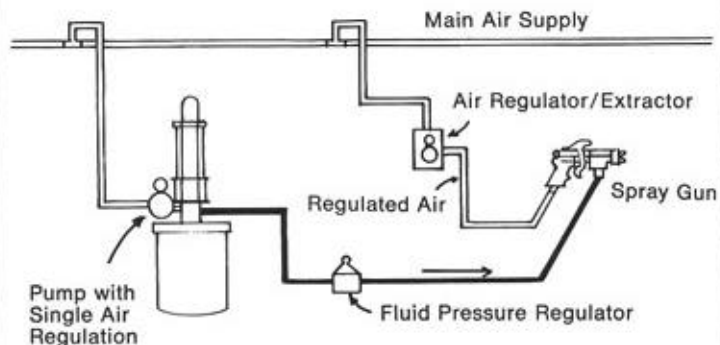 Main Air Supply
Air Regulator/Extractor
Regulated Air
Spray Gun
Pump with
Single Air
Regulation
Fluid Pressure Regulator